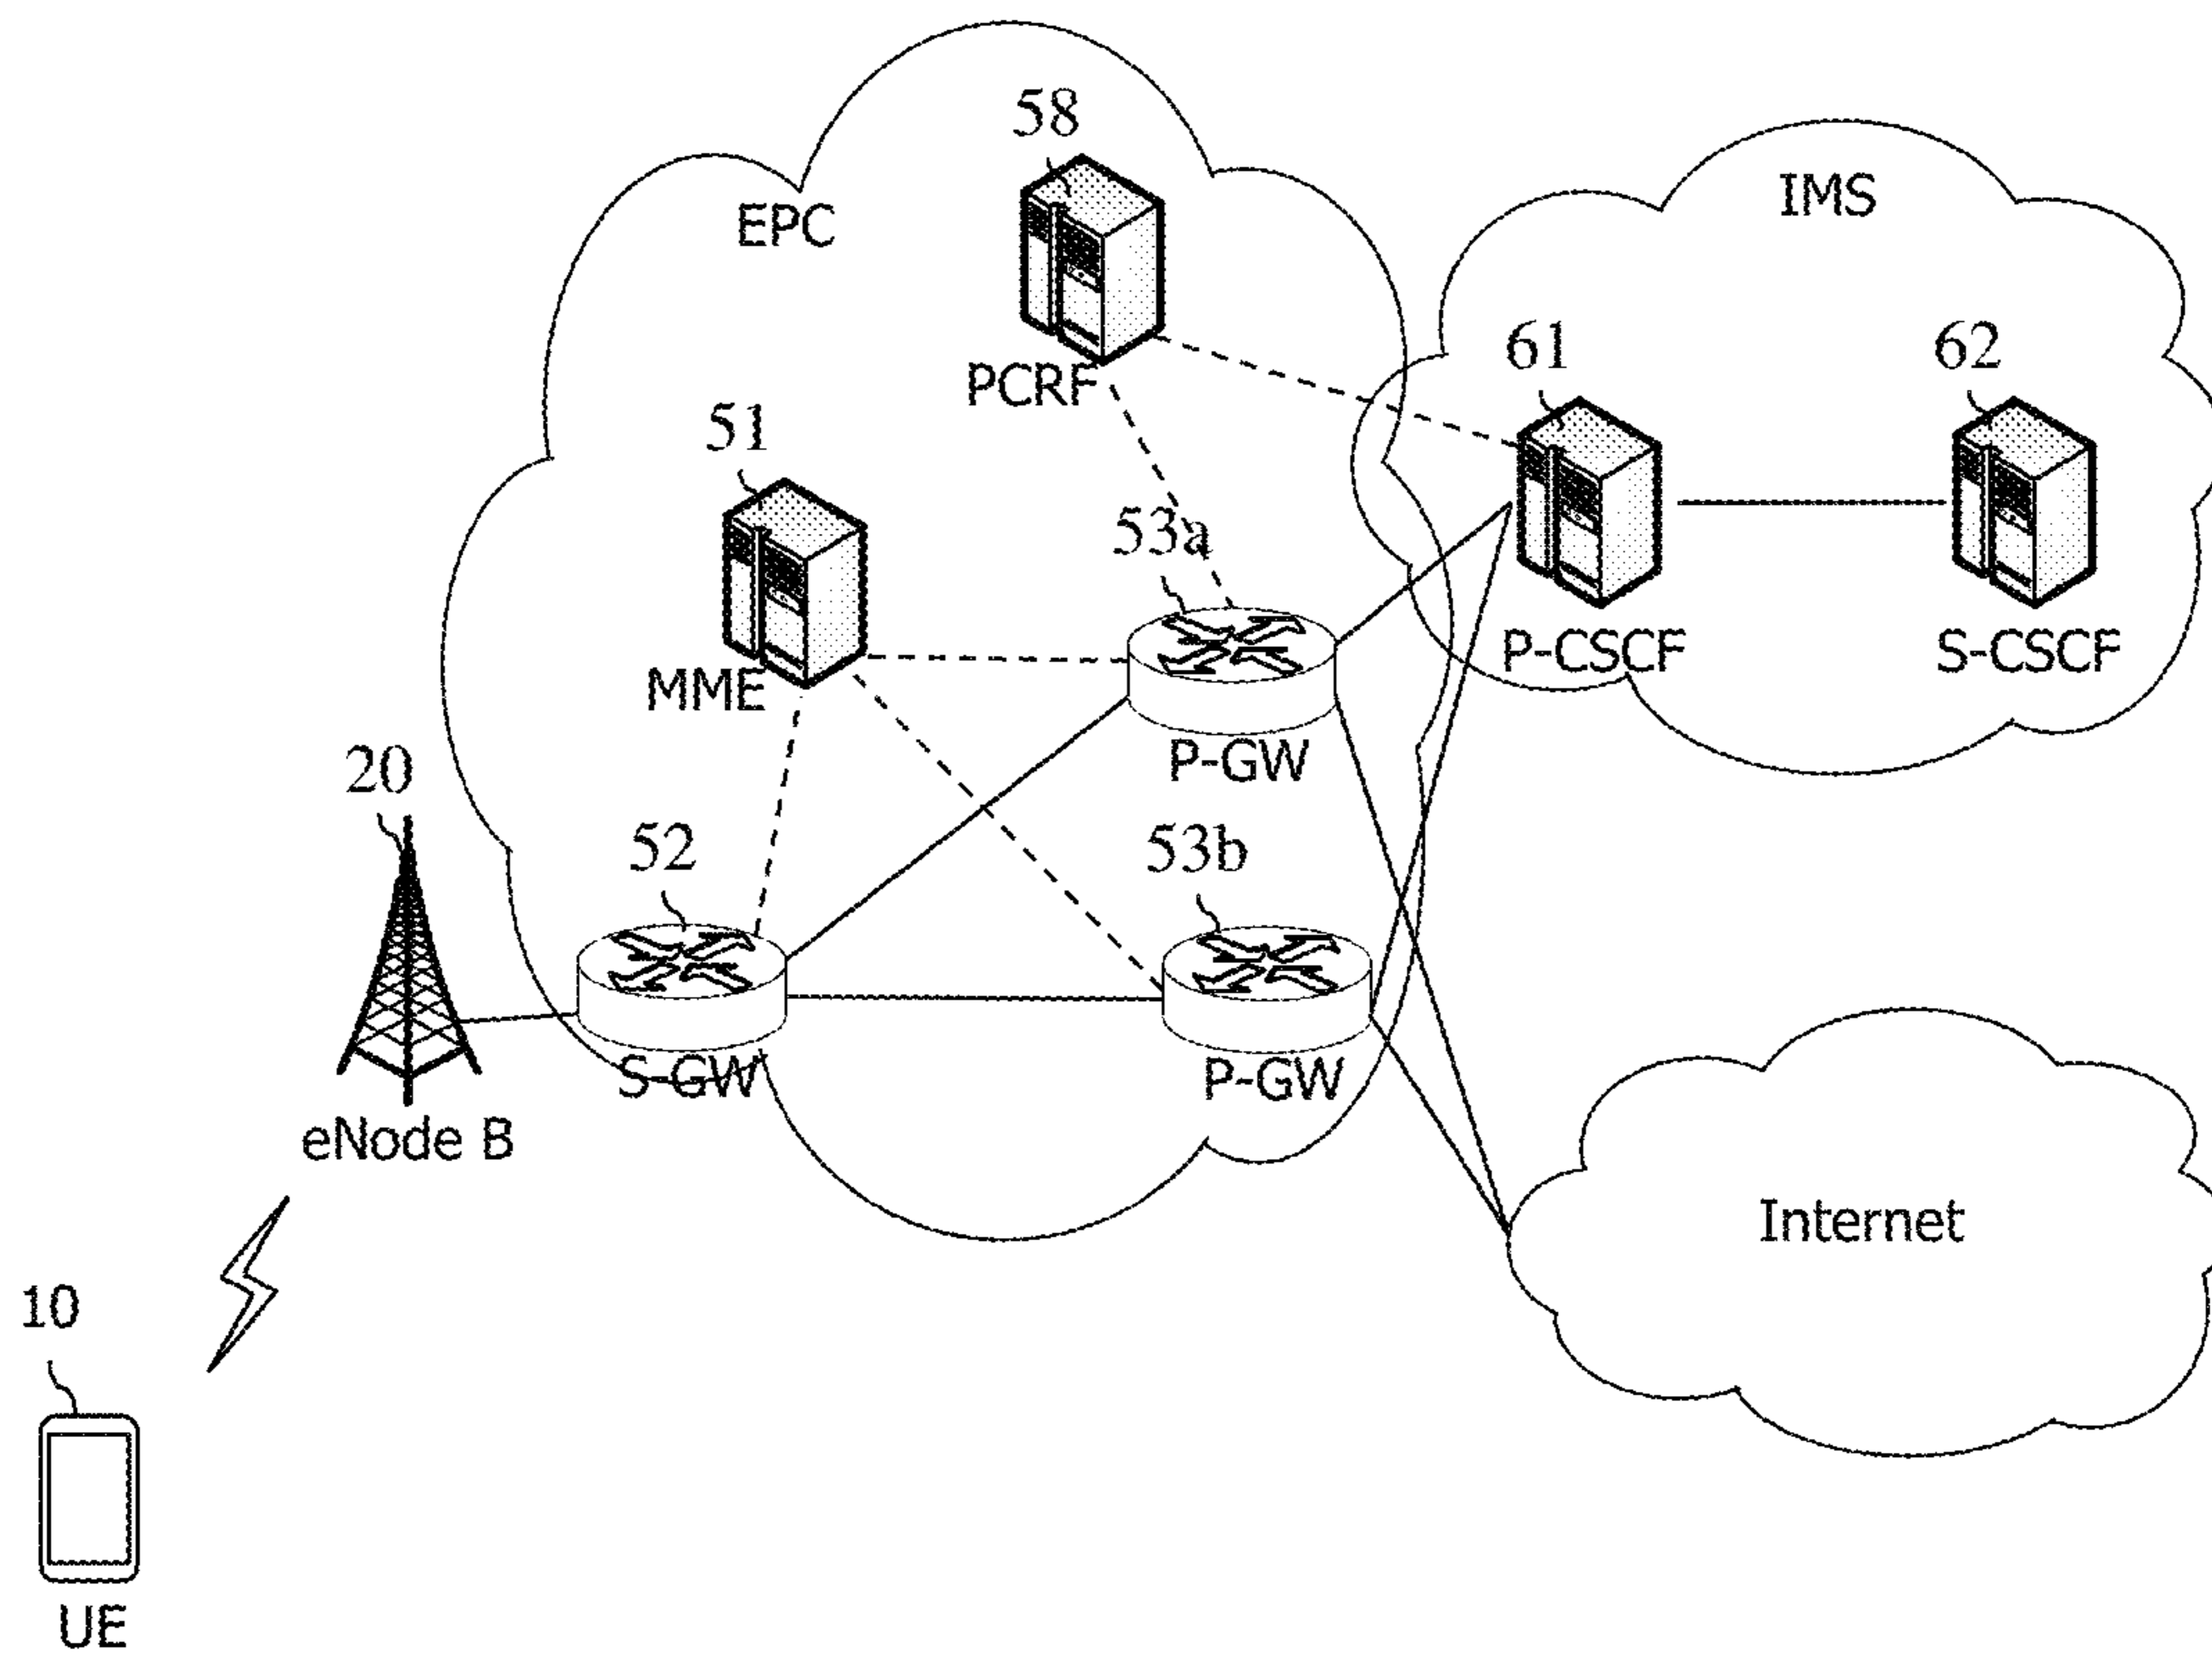 58
IMS
EPC
61
62
PCRF
51
53a
P-CSCF
S-CSCF
MME
P-GW
20
52
53b
S-GW
P-GW
eNode B
Internet
10
UE